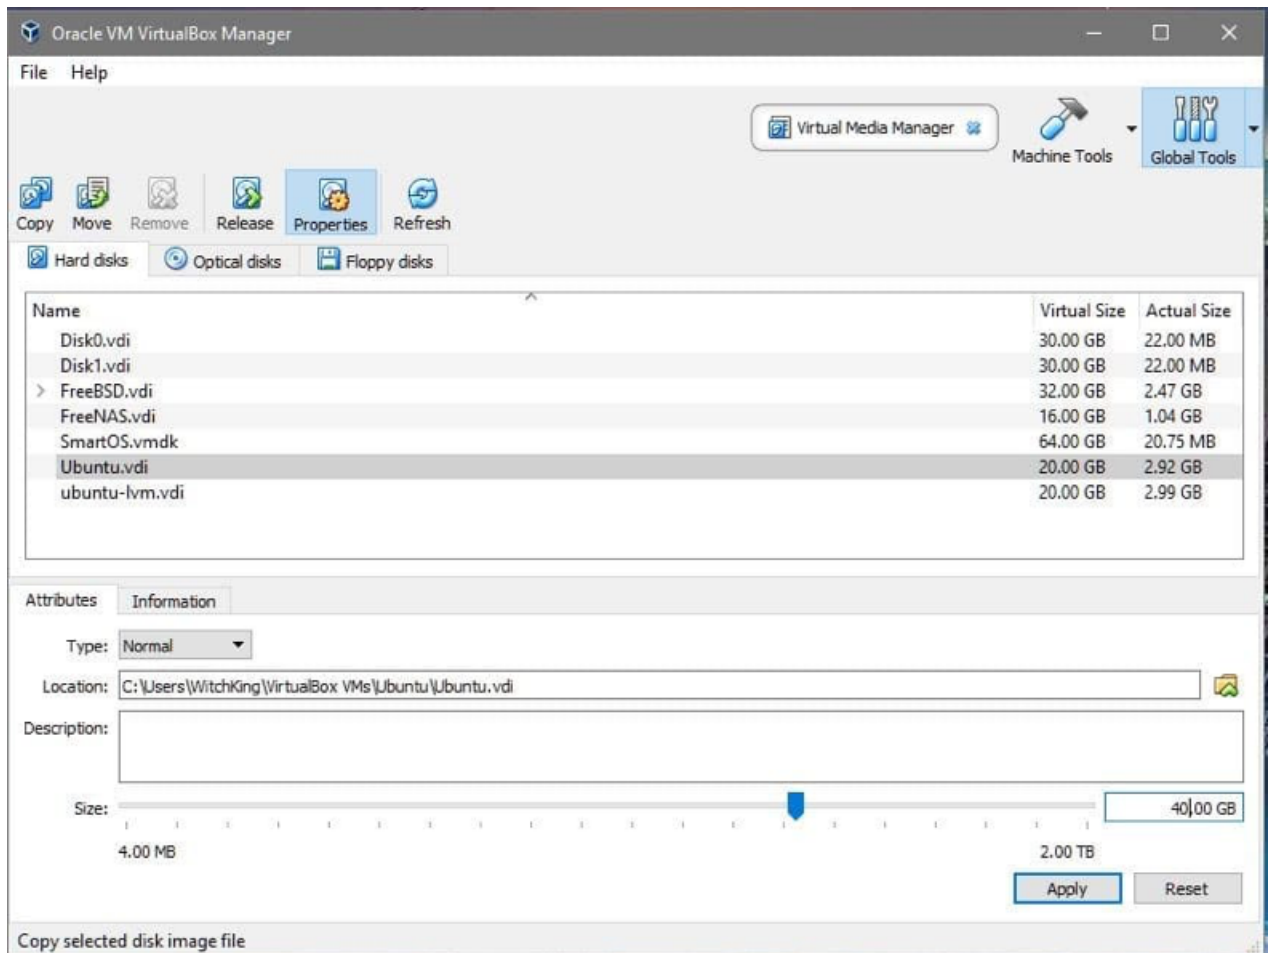 Oracle VM VirtualBox Manager
File Help
Virtual Media Manager
Machine Tools
Global Tools
Copy Move Remove Release Properties Refresh
Hard disks Optical disks Floppy disks
Name Virtual Size Actual Size
Disk0.vdi 30.00 GB 22.00 MB
Disk1.vdi 30.00 GB 22.00 MB
FreeBSD.vdi 32.00 GB 2.47 GB
FreeNAS.vdi 16.00 GB 1.04 GB
SmartOS.vmdk 64.00 GB 20.75 MB
Ubuntu.vdi 20.00 GB 2.92 GB
ubuntu-lvm.vdi 20.00 GB 2.99 GB
Attributes Information
Type: Normal
Location: C:\Users\WitchKing\VirtualBox VMs\Ubuntu\Ubuntu.vdi
Description:
Size: 40.00 GB
4.00 MB 2.00 TB
Apply Reset
Copy selected disk image file